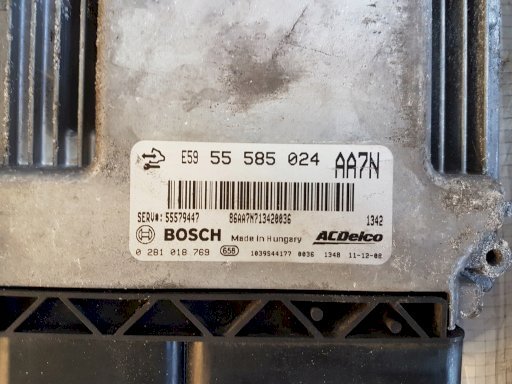 E59 55 585 024 AA7N
SERV#: 55579447 86AA7N713420036 1342
BOSCH Made in Hungary ACDelco
0 281 018 769 658 1039S44177 0036 1348 11-12-08